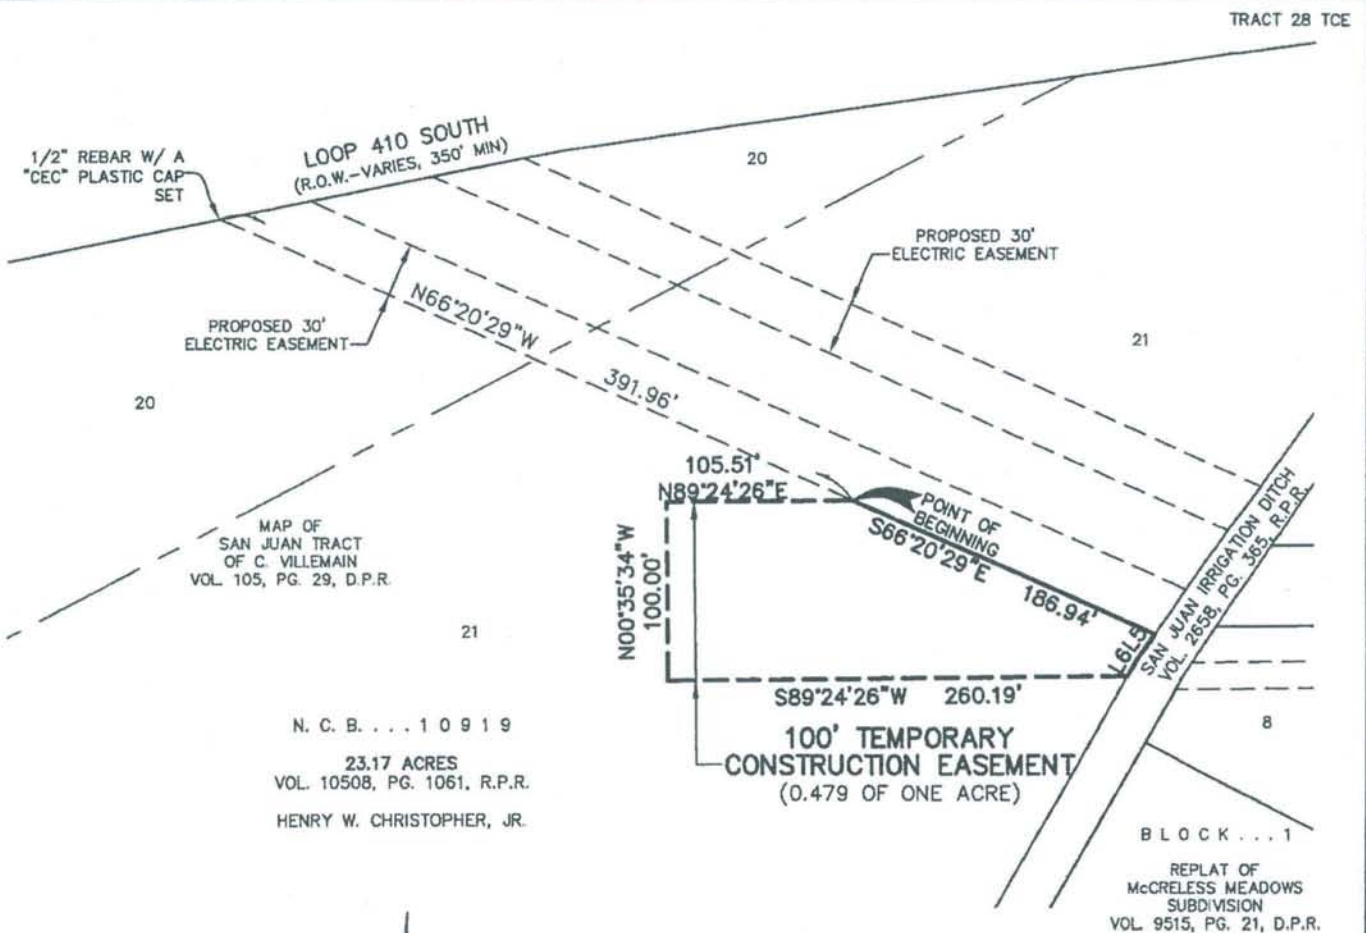 TRACT 28 TCE
1/2" REBAR W/ A
"CEC" PLASTIC CAP
SET
LOOP 410 SOUTH
(R.O.W.-VARIES, 350' MIN)
20
PROPOSED 30'
ELECTRIC EASEMENT
21
PROPOSED 30'
ELECTRIC EASEMENT
N66°20'29"W
391.96'
20
105.51'
N89°24'26"E
POINT OF
BEGINNING
S66°20'29"E
186.94'
SAN JUAN IRRIGATION DITCH
VOL. 2658, PG. 365, R.P.R.
MAP OF
SAN JUAN TRACT
OF C. VILLEMAIN
VOL. 105, PG. 29, D.P.R.
N00°35'34"W
100.00'
21
L6 L5
S89°24'26"W 260.19'
100' TEMPORARY
CONSTRUCTION EASEMENT
(0.479 OF ONE ACRE)
8
N. C. B. . . . 1 0 9 1 9
23.17 ACRES
VOL. 10508, PG. 1061, R.P.R.
HENRY W. CHRISTOPHER, JR.
B L O C K . . . 1
REPLAT OF
McCRELESS MEADOWS
SUBDIVISION
VOL. 9515, PG. 21, D.P.R.